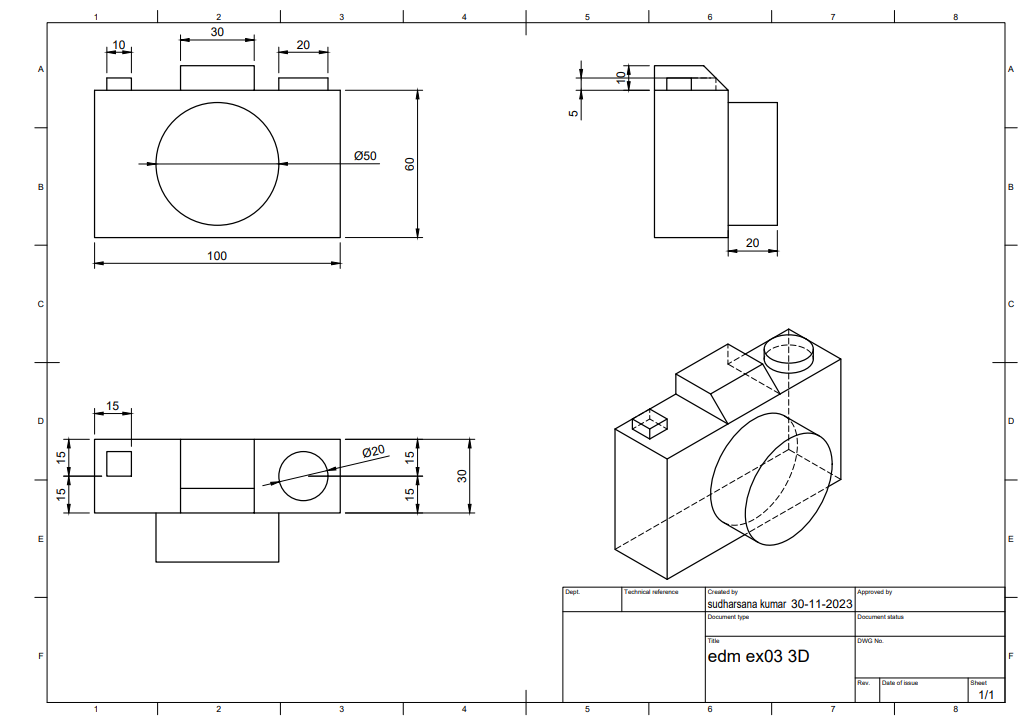 1 2 3 4 5 6 7 8
A A
B B
C C
D D
E E
F F
10
30
20
Ø50
60
100
10
5
20
15
15
15
Ø20
15
15
30
Dept.
Technical reference
Created by
sudharsana kumar 30-11-2023
Approved by
Document type
Document status
Title
edm ex03 3D
DWG No.
Rev.
Date of issue
Sheet
1/1
1 2 3 4 5 6 7 8